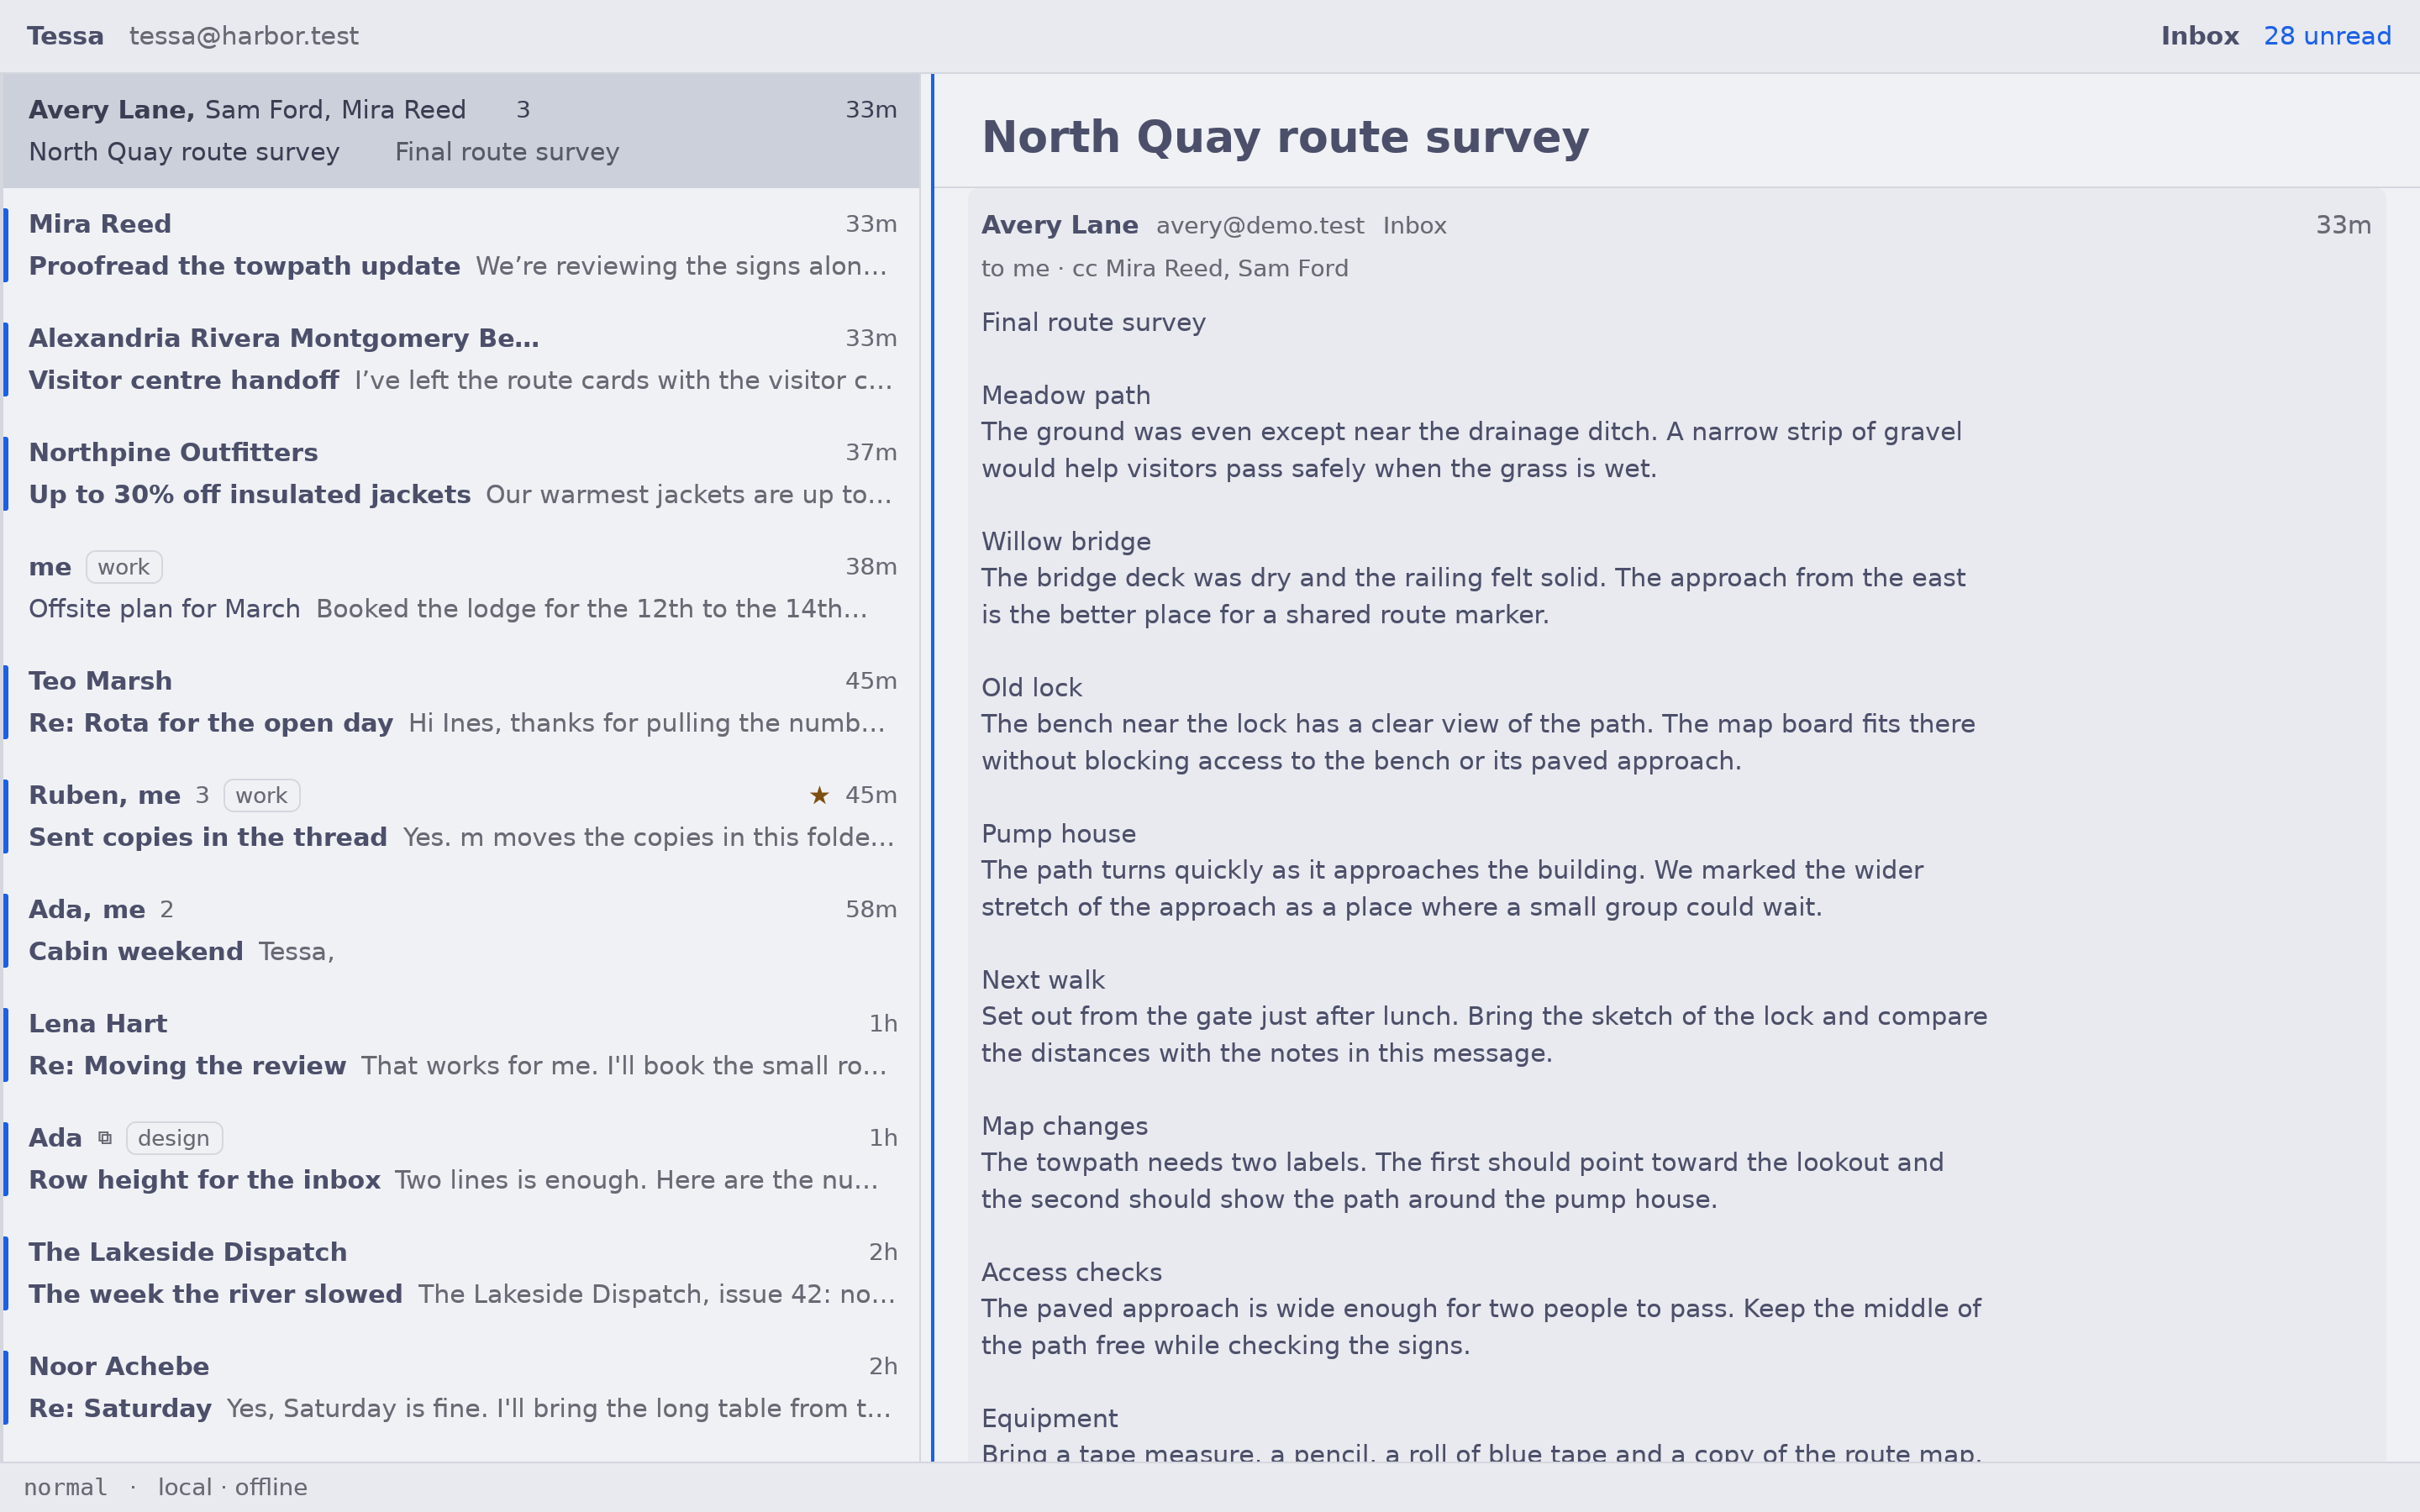 Tessa tessa@harbor.test
Inbox 28 unread
Avery Lane, Sam Ford, Mira Reed 3 33m
North Quay route survey Final route survey
Mira Reed 33m
Proofread the towpath update We’re reviewing the signs alon…
Alexandria Rivera Montgomery Be… 33m
Visitor centre handoff I’ve left the route cards with the visitor c…
Northpine Outfitters 37m
Up to 30% off insulated jackets Our warmest jackets are up to…
me work 38m
Offsite plan for March Booked the lodge for the 12th to the 14th…
Teo Marsh 45m
Re: Rota for the open day Hi Ines, thanks for pulling the numb…
Ruben, me 3 work ★ 45m
Sent copies in the thread Yes. m moves the copies in this folde…
Ada, me 2 58m
Cabin weekend Tessa,
Lena Hart 1h
Re: Moving the review That works for me. I'll book the small ro…
Ada design 1h
Row height for the inbox Two lines is enough. Here are the nu…
The Lakeside Dispatch 2h
The week the river slowed The Lakeside Dispatch, issue 42: no…
Noor Achebe 2h
Re: Saturday Yes, Saturday is fine. I'll bring the long table from t…
North Quay route survey
Avery Lane avery@demo.test Inbox 33m
to me · cc Mira Reed, Sam Ford
Final route survey
Meadow path
The ground was even except near the drainage ditch. A narrow strip of gravel
would help visitors pass safely when the grass is wet.
Willow bridge
The bridge deck was dry and the railing felt solid. The approach from the east
is the better place for a shared route marker.
Old lock
The bench near the lock has a clear view of the path. The map board fits there
without blocking access to the bench or its paved approach.
Pump house
The path turns quickly as it approaches the building. We marked the wider
stretch of the approach as a place where a small group could wait.
Next walk
Set out from the gate just after lunch. Bring the sketch of the lock and compare
the distances with the notes in this message.
Map changes
The towpath needs two labels. The first should point toward the lookout and
the second should show the path around the pump house.
Access checks
The paved approach is wide enough for two people to pass. Keep the middle of
the path free while checking the signs.
Equipment
Bring a tape measure, a pencil, a roll of blue tape and a copy of the route map.
normal · local · offline